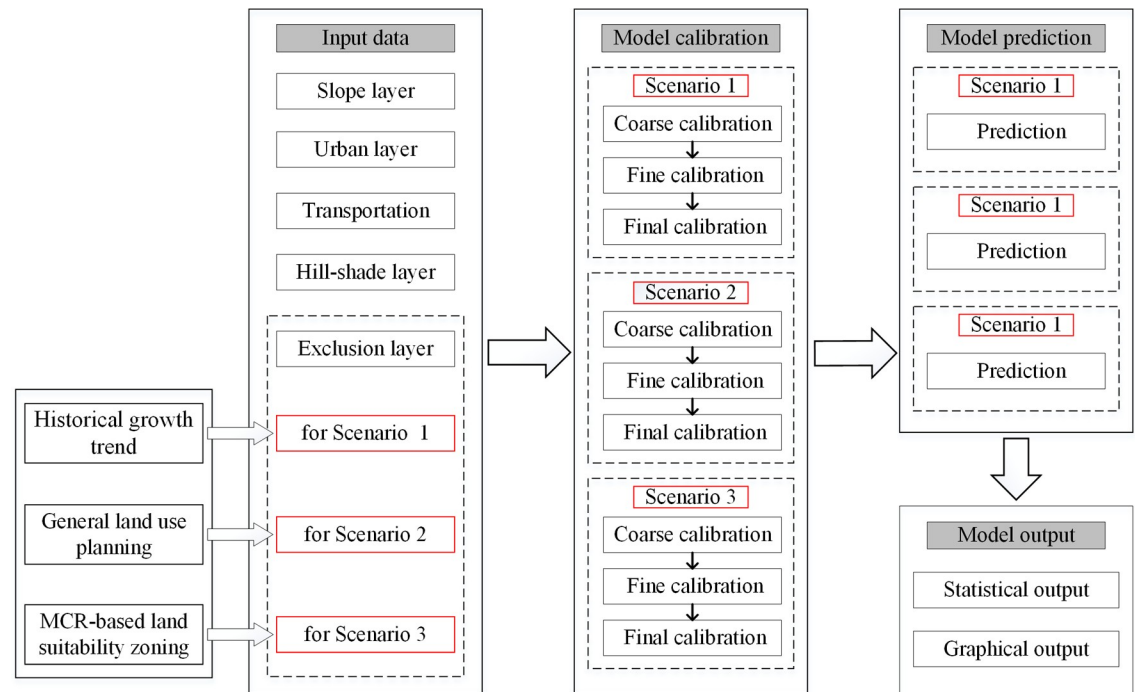 Historical growth
trend
General land use
planning
MCR-based land
suitability zoning
Input data
Slope layer
Urban layer
Transportation
Hill-shade layer
Exclusion layer
for Scenario 1
for Scenario 2
for Scenario 3
Model calibration
Scenario 1
Coarse calibration
Fine calibration
Final calibration
Scenario 2
Coarse calibration
Fine calibration
Final calibration
Scenario 3
Coarse calibration
Fine calibration
Final calibration
Model prediction
Scenario 1
Prediction
Scenario 1
Prediction
Scenario 1
Prediction
Model output
Statistical output
Graphical output